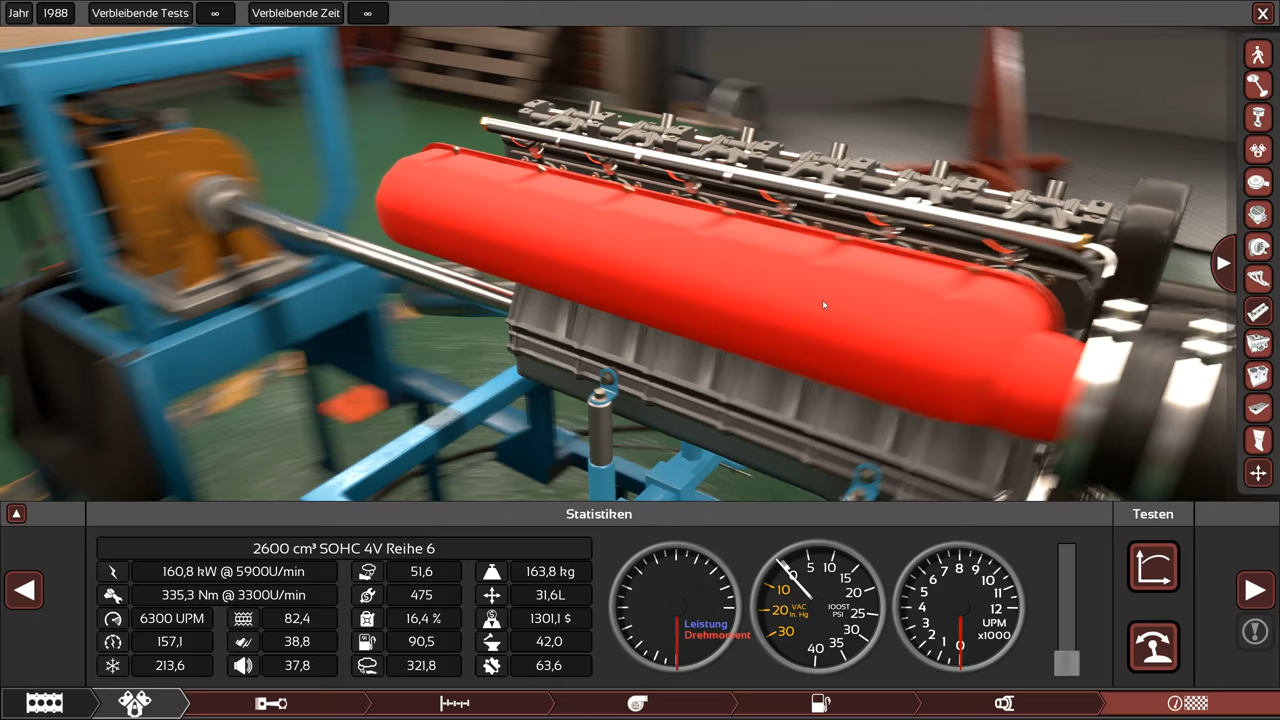 Jahr 1988 Verbleibende Tests ∞ Verbleibende Zeit ∞ X
Statistiken
Testen
2600 cm³ SOHC 4V Reihe 6
160,8 kW @ 5900U/min 51,6 163,8 kg
335,3 Nm @ 3300U/min 475 31,6L
6300 UPM 82,4 16,4 % 1301,1 $
157,1 38,8 90,5 42,0
213,6 37,8 321,8 63,6
Leistung
Drehmoment
0 5 10 15 20 25 30 35 40
10 20 30
VAC
In. Hg
BOOST
PSI
0 1 2 3 4 5 6 7 8 9 10 11 12
UPM
x1000